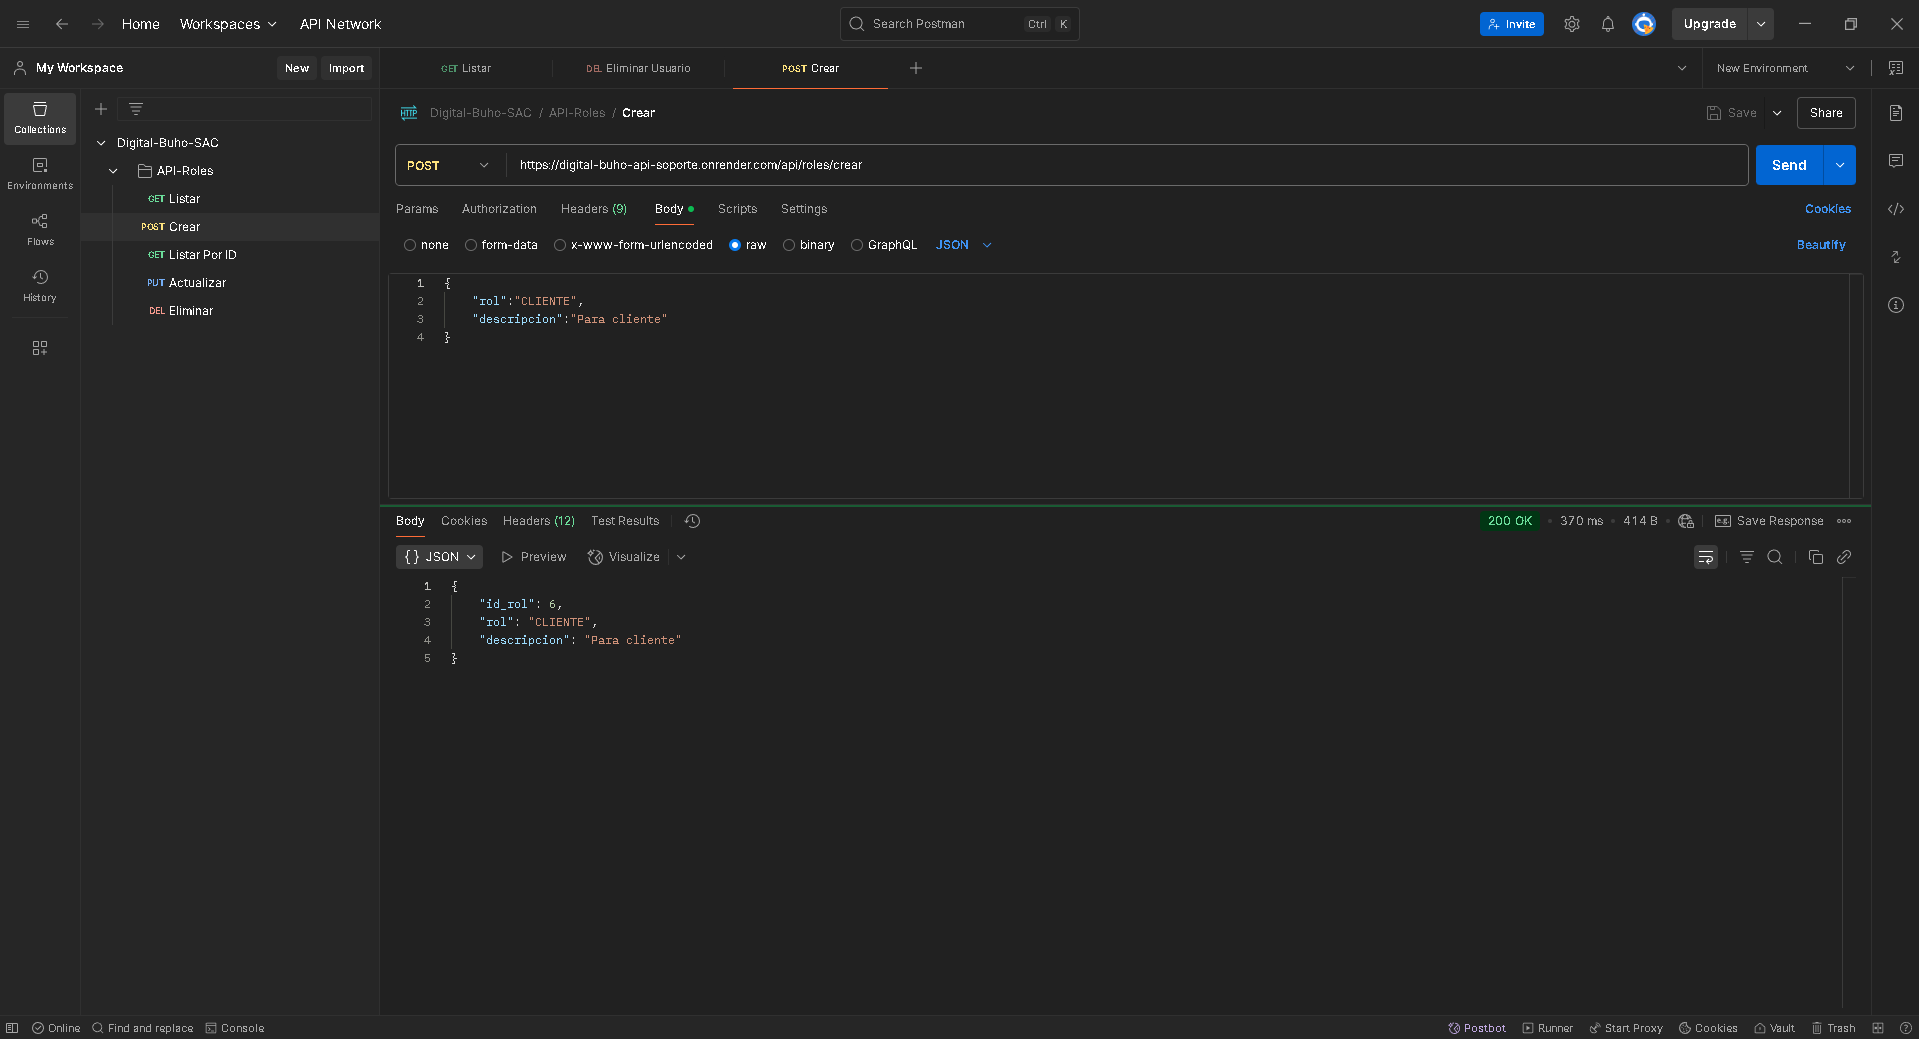 Home Workspaces API Network Search Postman Ctrl K Invite Upgrade
My Workspace New Import GET Listar DEL Eliminar Usuario POST Crear New Environment
Collections
Environments
Flows
History
Digital-Buho-SAC
API-Roles
GET Listar
POST Crear
GET Listar Por ID
PUT Actualizar
DEL Eliminar
HTTP Digital-Buho-SAC / API-Roles / Crear Save Share
POST https://digital-buho-api-soporte.onrender.com/api/roles/crear Send
Params Authorization Headers (9) Body Scripts Settings Cookies
none form-data x-www-form-urlencoded raw binary GraphQL JSON Beautify
1 {
2 "rol":"CLIENTE",
3 "descripcion":"Para cliente"
4 }
Body Cookies Headers (12) Test Results 200 OK • 370 ms • 414 B • e.g. Save Response
{} JSON Preview Visualize
1 {
2 "id_rol": 6,
3 "rol": "CLIENTE",
4 "descripcion": "Para cliente"
5 }
Online Find and replace Console Postbot Runner Start Proxy Cookies Vault Trash